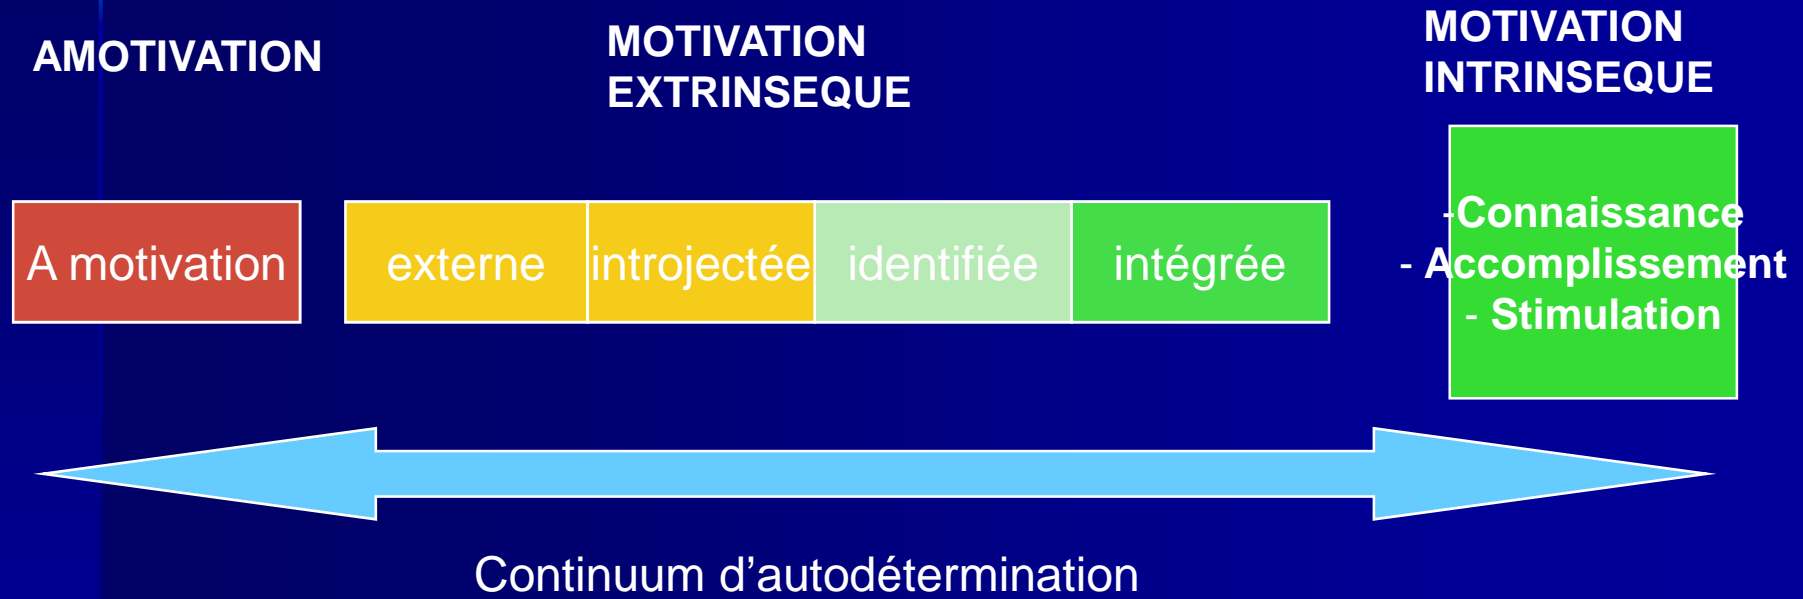 AMOTIVATION
MOTIVATION
EXTRINSEQUE
MOTIVATION
INTRINSEQUE
A motivation
externe
introjectée
identifiée
intégrée
-Connaissance
- Accomplissement
- Stimulation
Continuum d’autodétermination